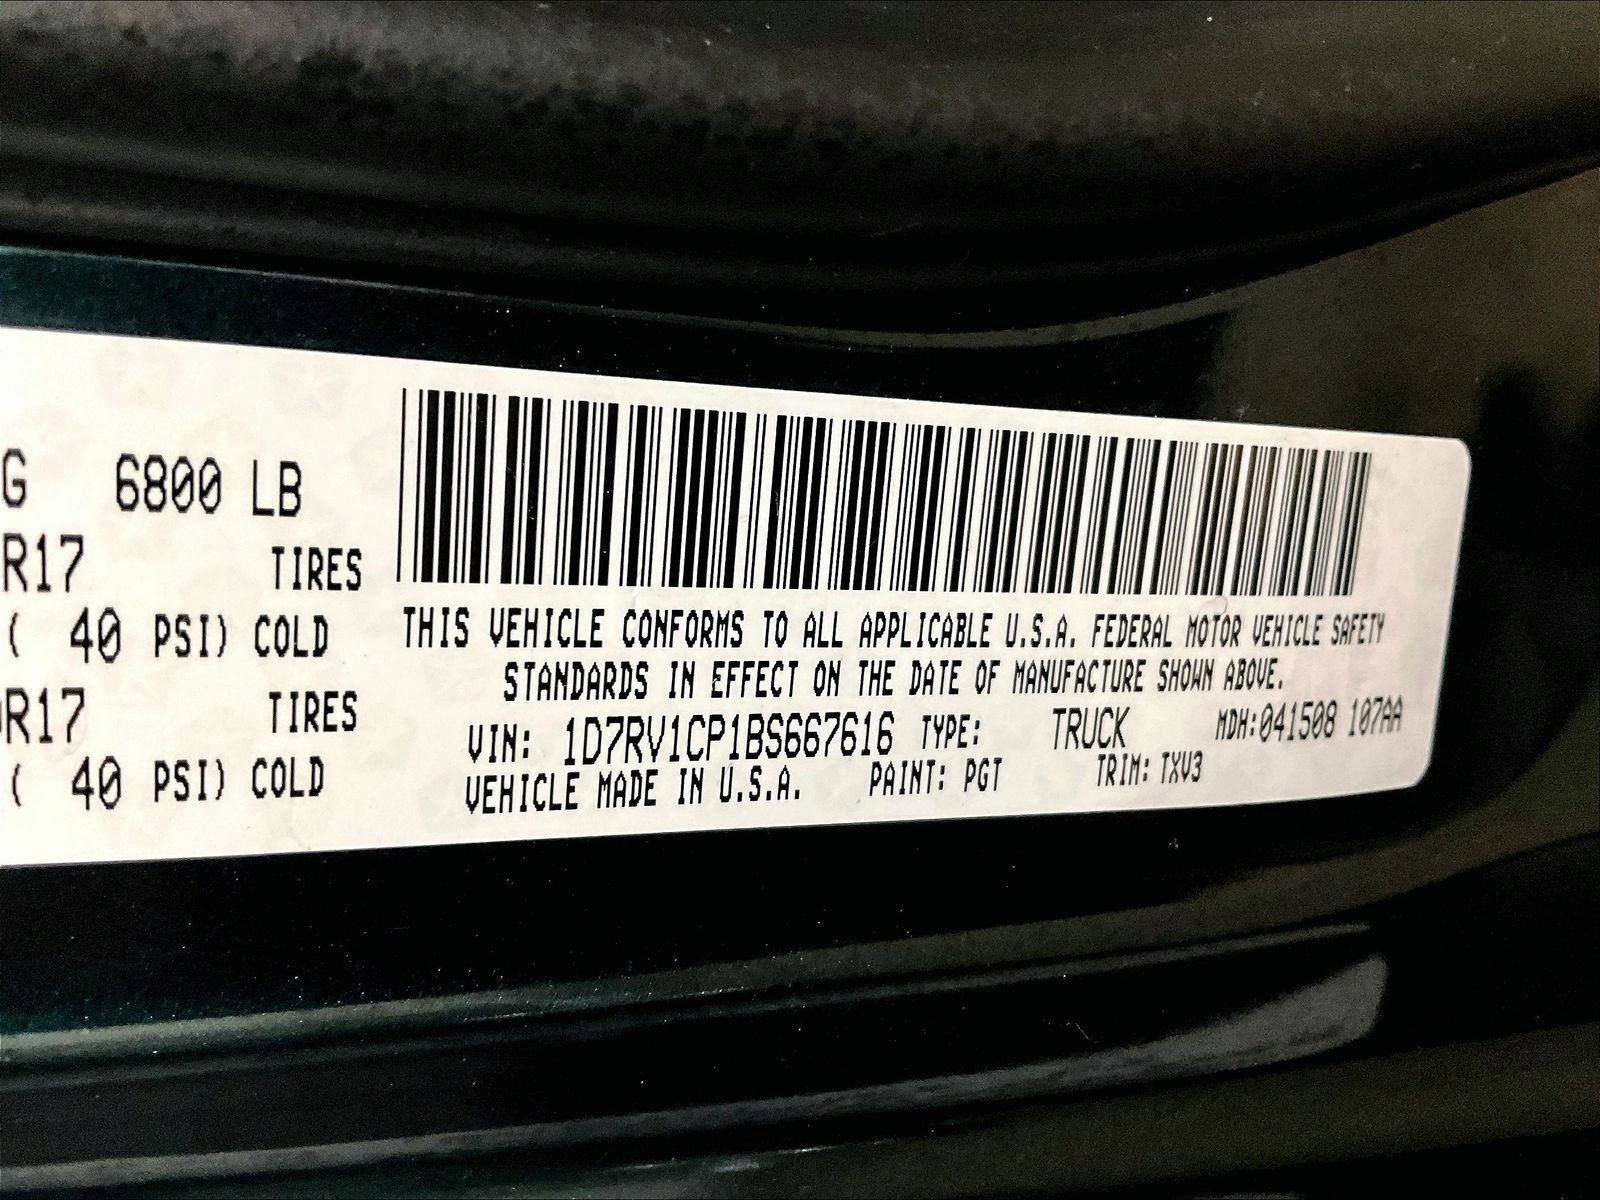 G 6800 LB
R17 TIRES
( 40 PSI) COLD
R17 TIRES
( 40 PSI) COLD
THIS VEHICLE CONFORMS TO ALL APPLICABLE U.S.A. FEDERAL MOTOR VEHICLE SAFETY
STANDARDS IN EFFECT ON THE DATE OF MANUFACTURE SHOWN ABOVE.
VIN: 1D7RV1CP1BS667616 TYPE: TRUCK MDH:041508 107AA
VEHICLE MADE IN U.S.A. PAINT: PGT TRIM: TXV3